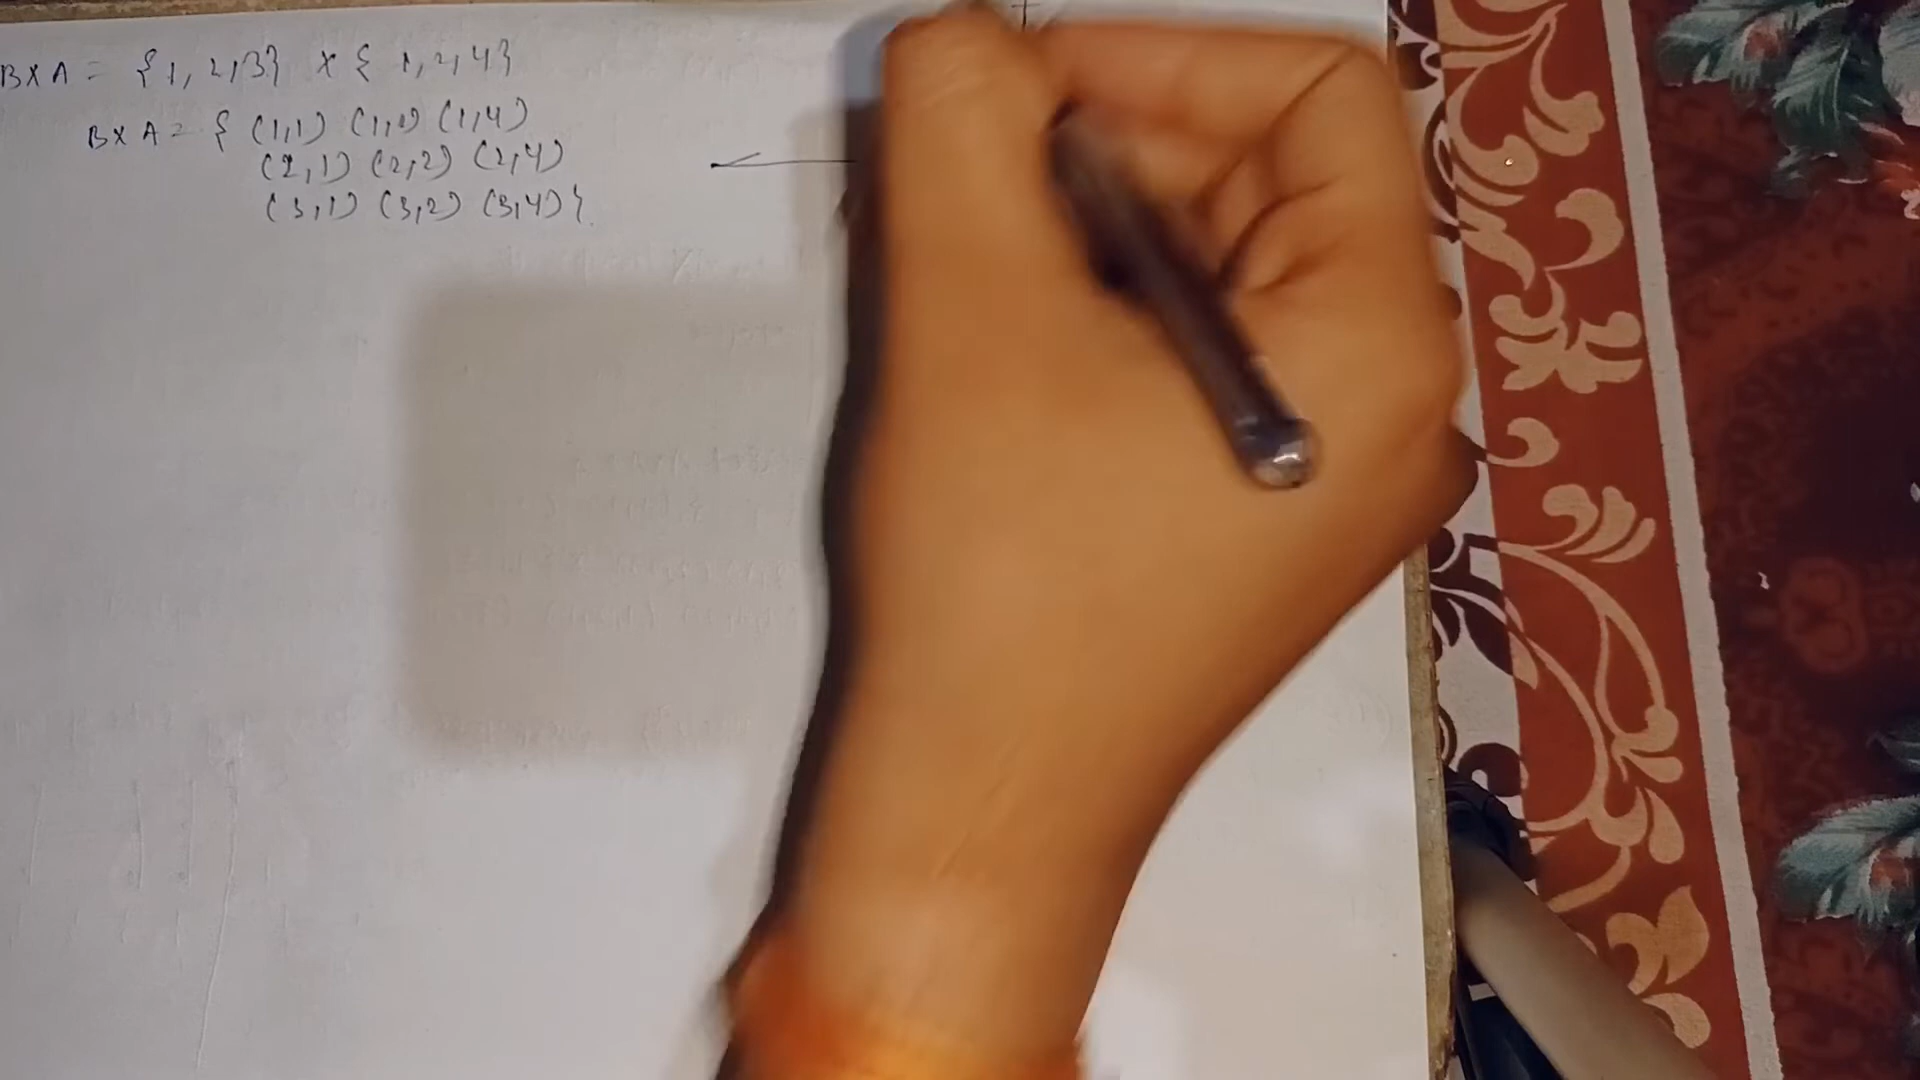 B×A = {1, 2, 3} × {1, 2, 4}
B×A = { (1,1) (1,2) (1,4)
(2,1) (2,2) (2,4)
(3,1) (3,2) (3,4) }.